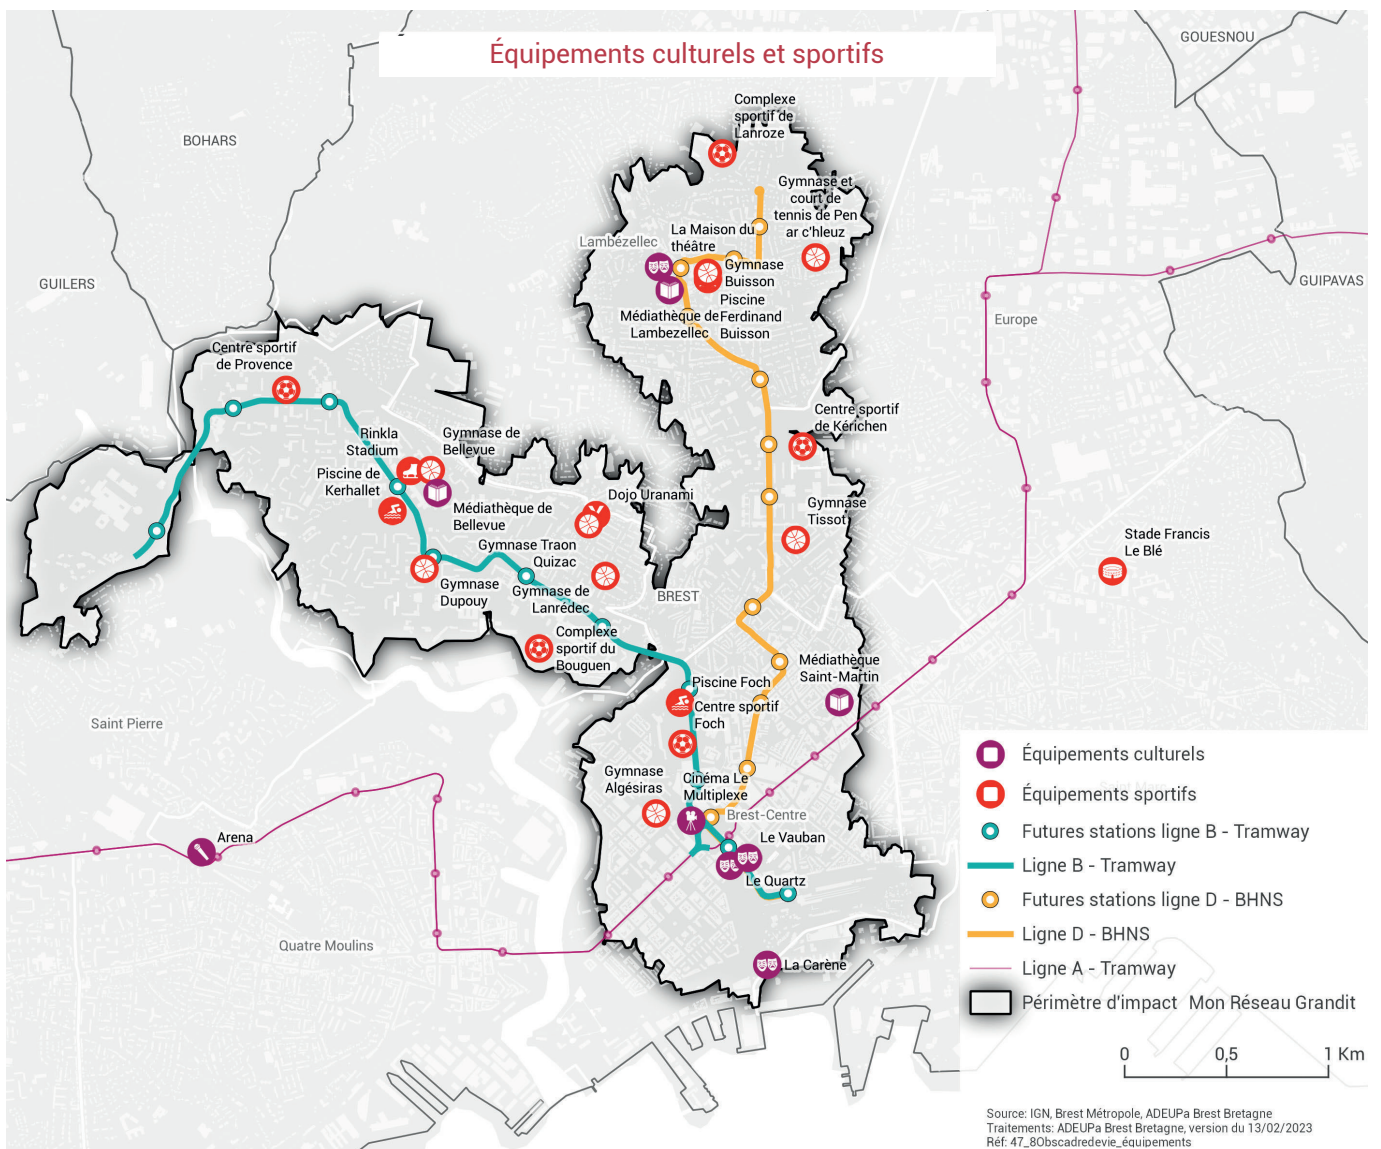 Équipements culturels et sportifs
GOUESNOU
BOHARS
GUILERS
GUIPAVAS
Complexe
sportif de
Lanroze
Gymnase et
court de
tennis de Pen
ar c'hleuz
La Maison du
théâtre
Lambézellec
Gymnase
Buisson
Piscine
Ferdinand
Buisson
Médiathèque de
Lambezellec
Europe
Centre sportif
de Provence
Centre sportif
de Kérichen
Rinkla
Stadium
Gymnase de
Bellevue
Piscine de
Kerhallet
Médiathèque de
Bellevue
Dojo Uranami
Gymnase
Tissot
Gymnase Traon
Quizac
Stade Francis
Le Blé
Gymnase
Dupouy
Gymnase de
Lanrédec
BREST
Complexe
sportif du
Bouguen
Médiathèque
Saint-Martin
Piscine Foch
Centre sportif
Foch
Saint Pierre
Gymnase
Algésiras
Cinéma Le
Multiplexe
Brest-Centre
Le Vauban
Arena
Le Quartz
Quatre Moulins
La Carène
Équipements culturels
Équipements sportifs
Futures stations ligne B - Tramway
Ligne B - Tramway
Futures stations ligne D - BHNS
Ligne D - BHNS
Ligne A - Tramway
Périmètre d'impact Mon Réseau Grandit
0 0,5 1 Km
Source: IGN, Brest Métropole, ADEUPa Brest Bretagne
Traitements: ADEUPa Brest Bretagne, version du 13/02/2023
Réf: 47_8Obscadredevie_équipements